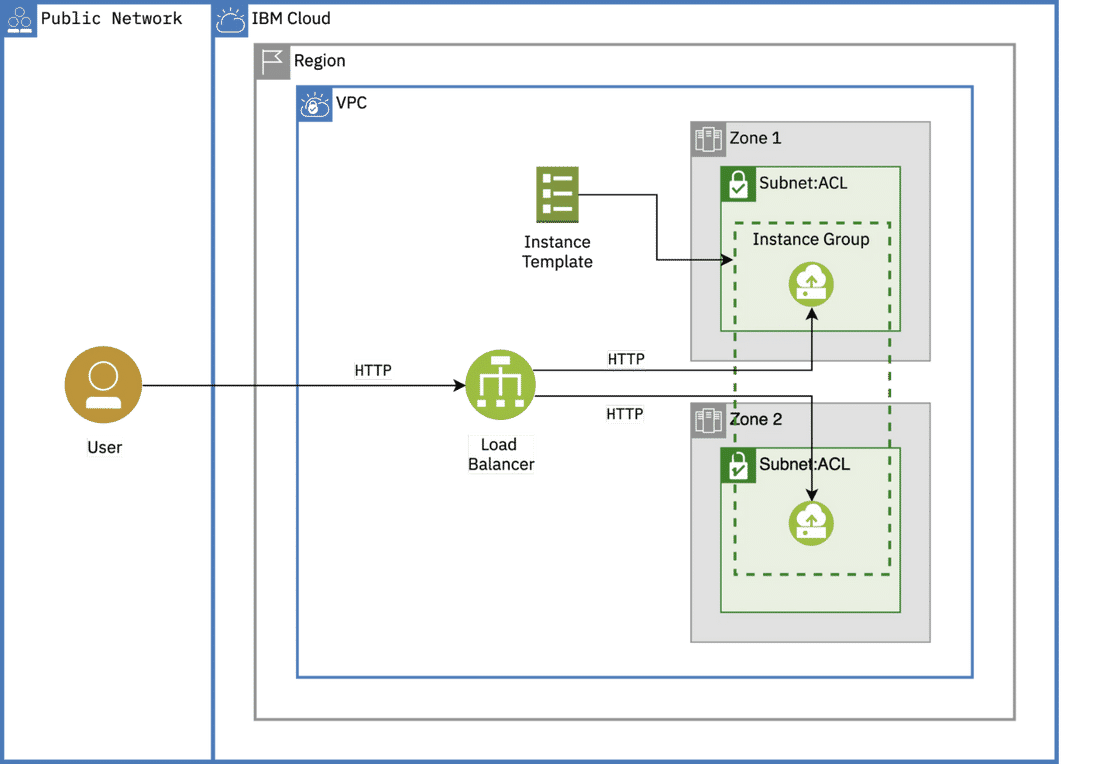 Public Network
IBM Cloud
Region
VPC
Zone 1
Subnet:ACL
Instance Group
Instance
Template
HTTP
HTTP
HTTP
User
Load
Balancer
Zone 2
Subnet:ACL